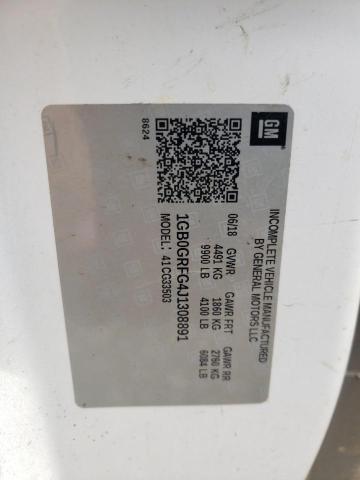 GM
INCOMPLETE VEHICLE MANUFACTURED
BY GENERAL MOTORS LLC
06/18 GVWR GAWR FRT GAWR RR
4491 KG 1860 KG 2760 KG
9900 LB 4100 LB 6084 LB
1GB0GRFG4J1308891
MODEL: 41CG33503
8624